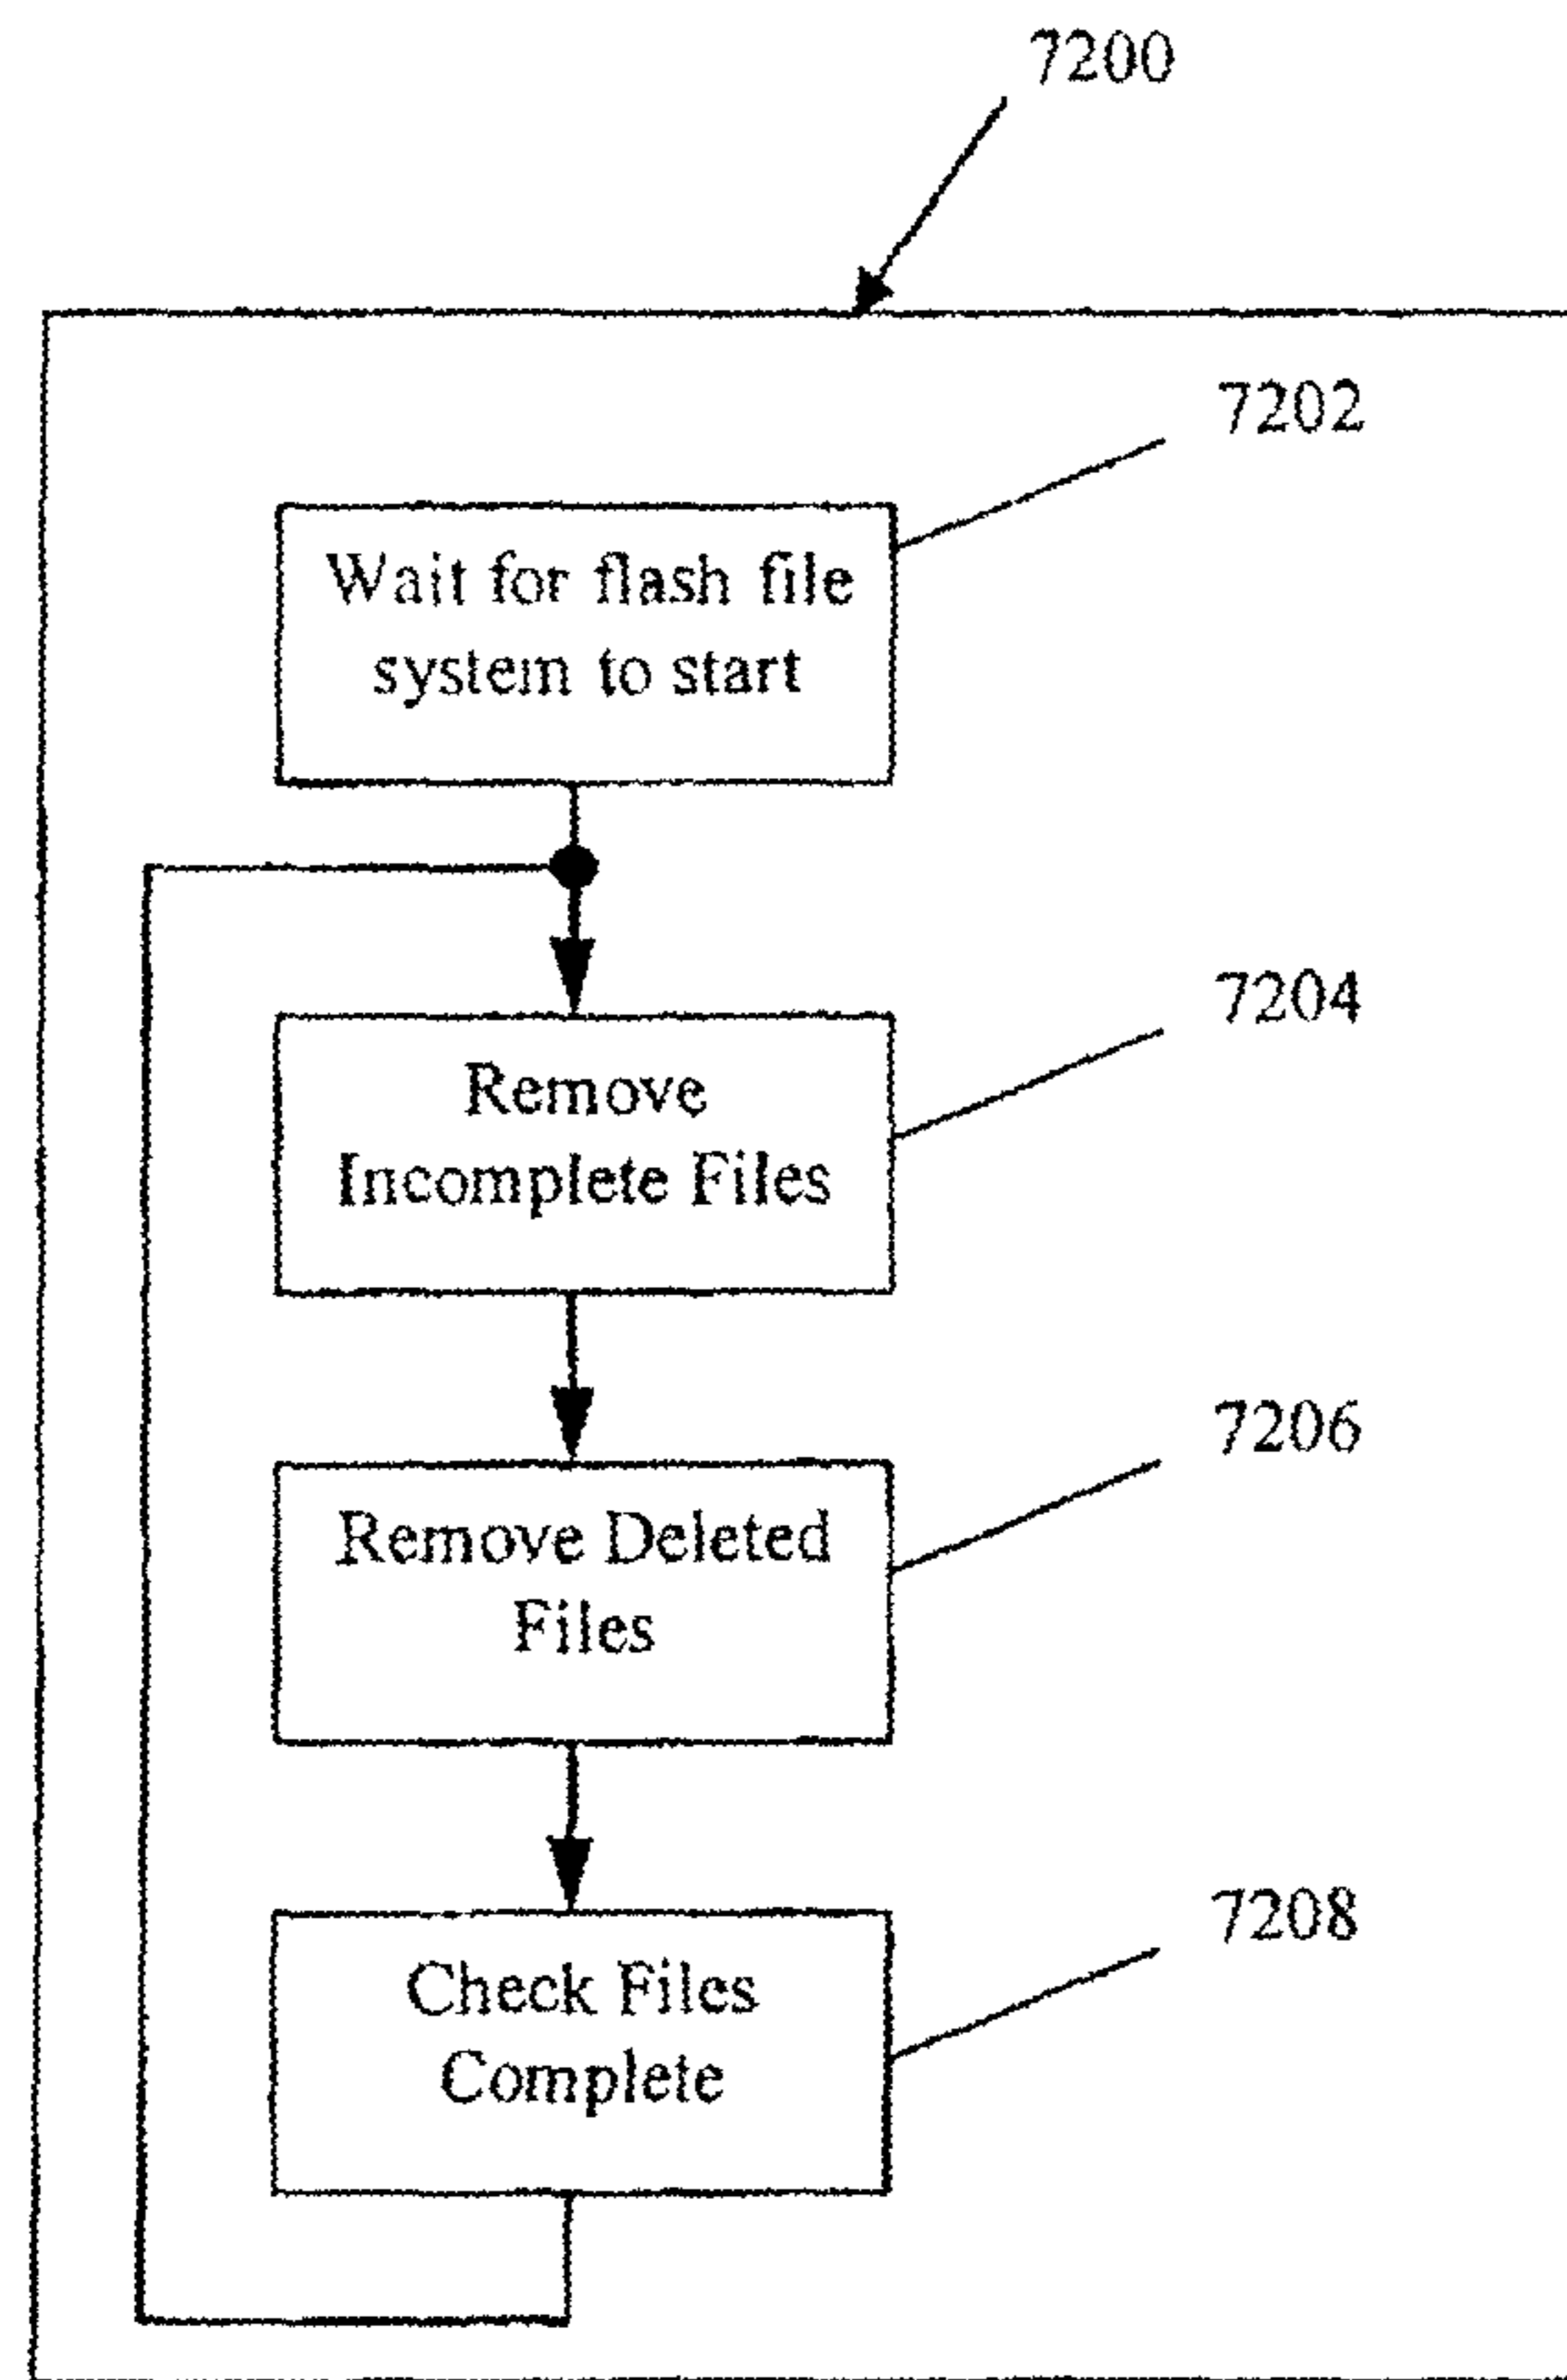 7200
7202
Wait for flash file
system to start
7204
Remove
Incomplete Files
7206
Remove Deleted
Files
7208
Check Files
Complete